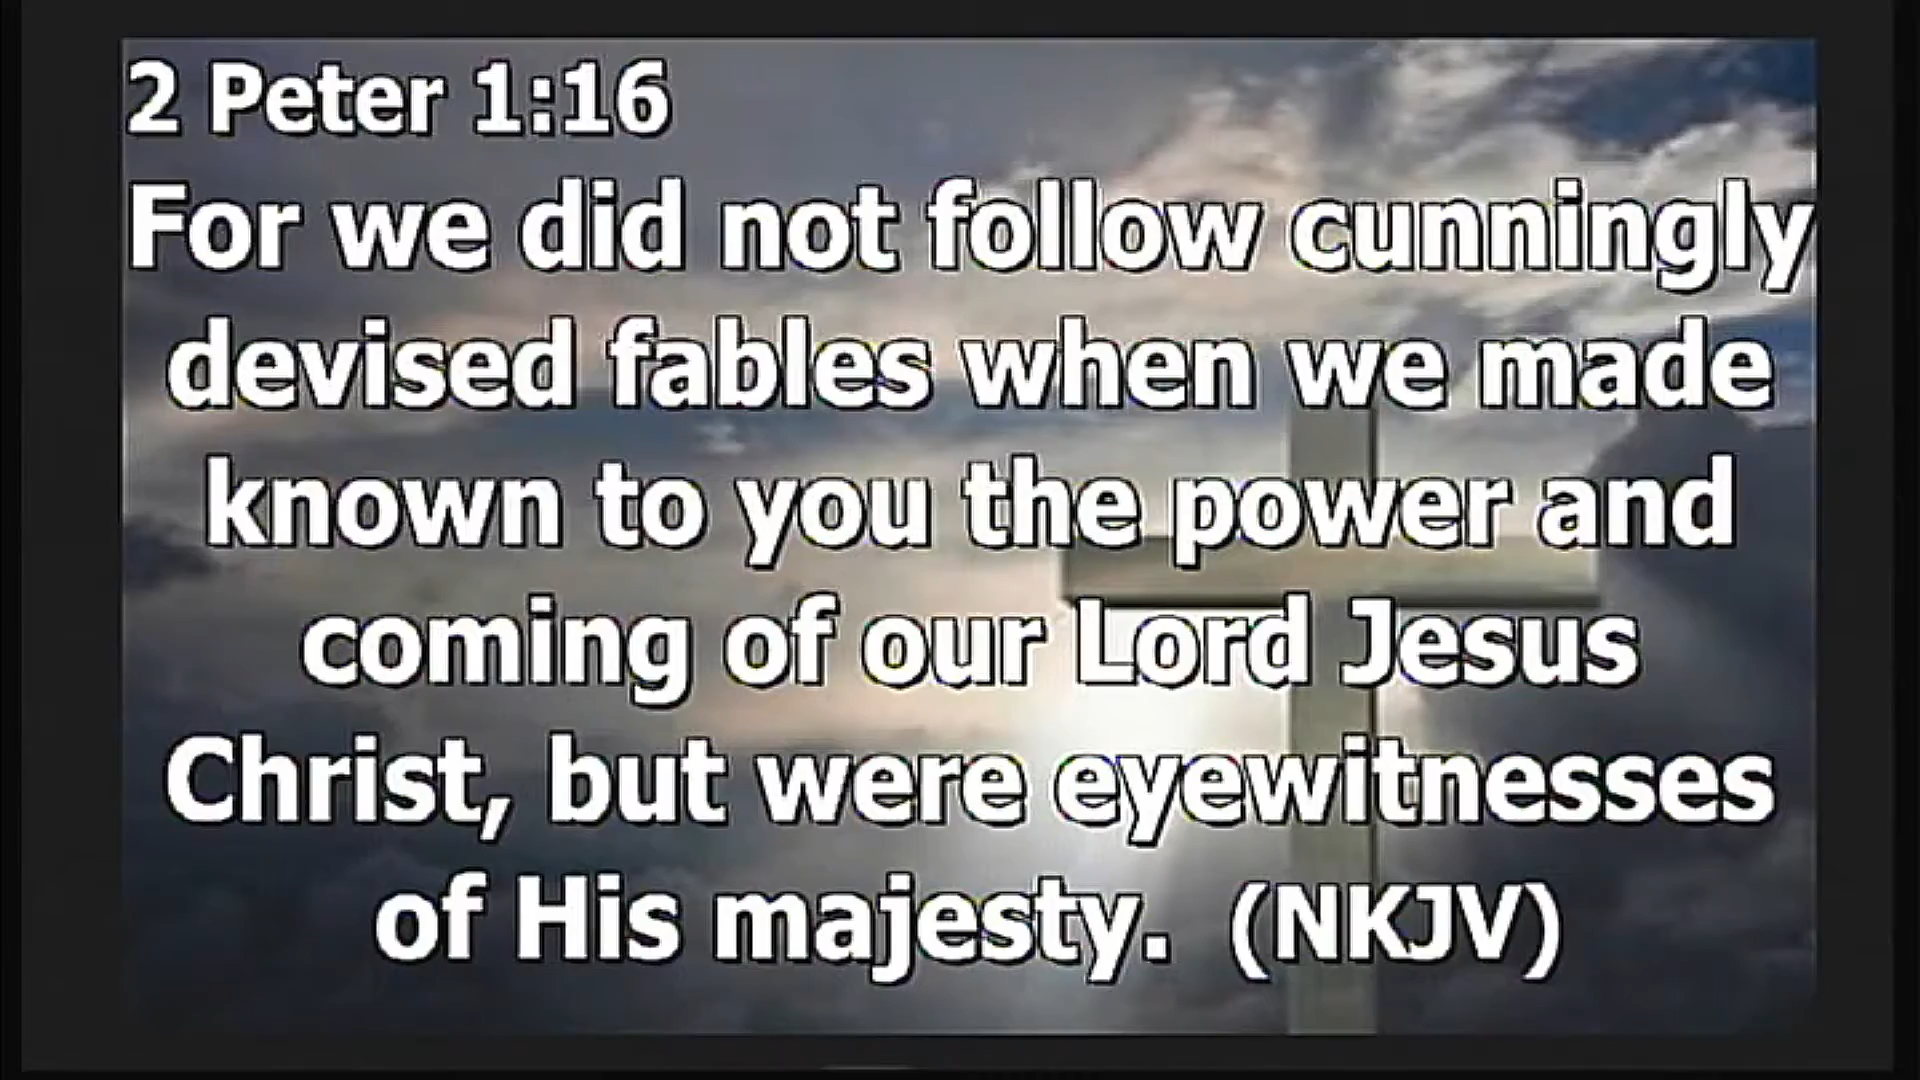 2 Peter 1:16
For we did not follow cunningly
devised fables when we made
known to you the power and
coming of our Lord Jesus
Christ, but were eyewitnesses
of His majesty. (NKJV)